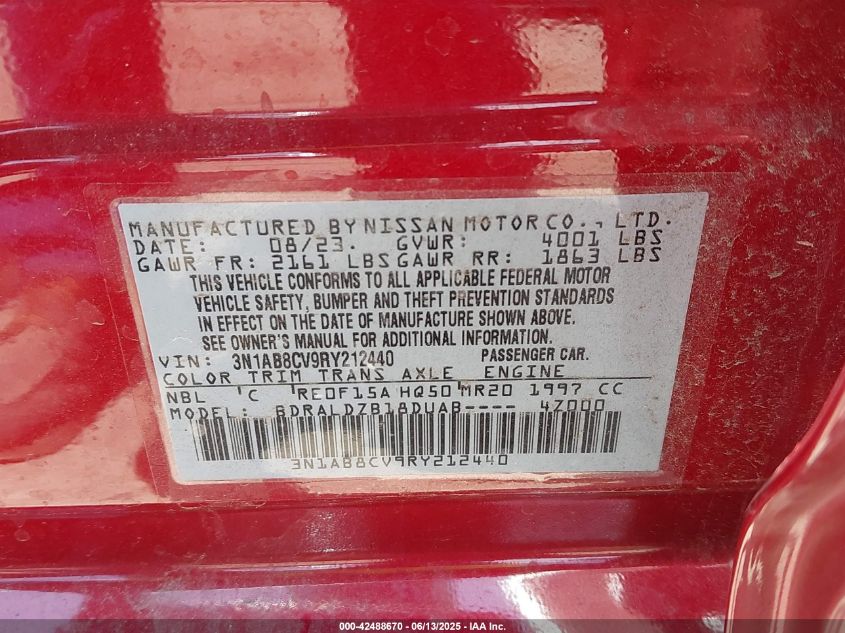 MANUFACTURED BY NISSAN MOTOR CO., LTD.
DATE: 08/23. GVWR: 4001 LBS
GAWR FR: 2161 LBS GAWR RR: 1863 LBS
THIS VEHICLE CONFORMS TO ALL APPLICABLE FEDERAL MOTOR
VEHICLE SAFETY, BUMPER AND THEFT PREVENTION STANDARDS
IN EFFECT ON THE DATE OF MANUFACTURE SHOWN ABOVE.
SEE OWNER'S MANUAL FOR ADDITIONAL INFORMATION.
VIN: 3N1AB8CV9RY212440 PASSENGER CAR.
COLOR TRIM TRANS AXLE ENGINE
NBL 'C 'RE0F15A HQ50'MR20 1997 CC
MODEL: BDRALDZB18DUAB---- 4Z000
3N1AB8CV9RY212440
000-42488670 - 06/13/2025 - IAA Inc.